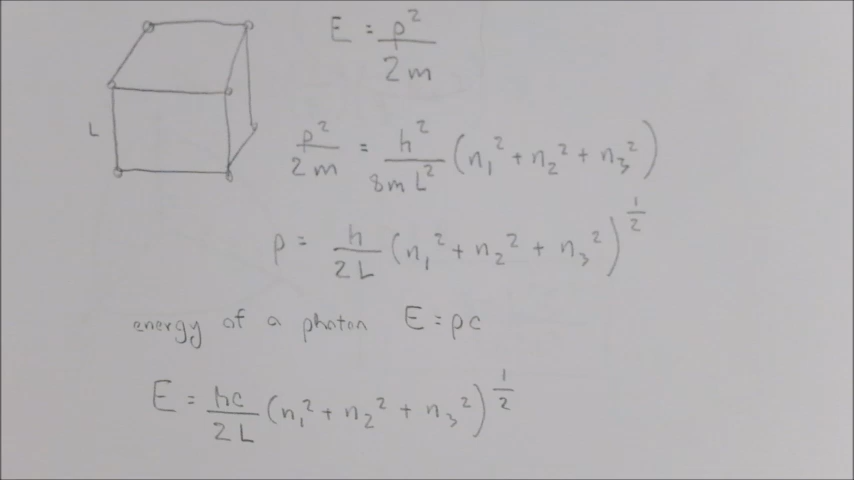 E = p²/2m
L
p²/2m = h²/8mL² (n₁² + n₂² + n₃²)
p = h/2L (n₁² + n₂² + n₃²)^1/2
energy of a photon E = pc
E = hc/2L (n₁² + n₂² + n₃²)^1/2